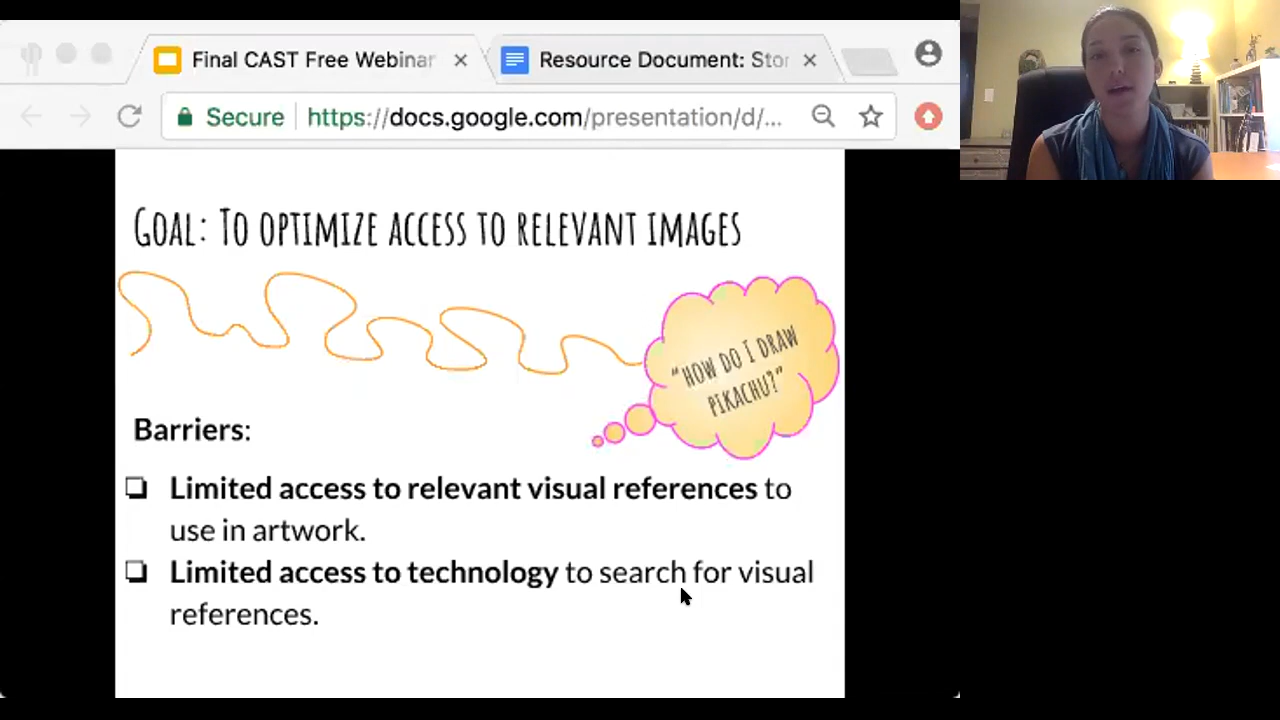 Final CAST Free Webinar
Resource Document: Stor
Secure
https://docs.google.com/presentation/d/...
GOAL: TO OPTIMIZE ACCESS TO RELEVANT IMAGES
"HOW DO I DRAW
PIKACHU?"
Barriers:
Limited access to relevant visual references to
use in artwork.
Limited access to technology to search for visual
references.